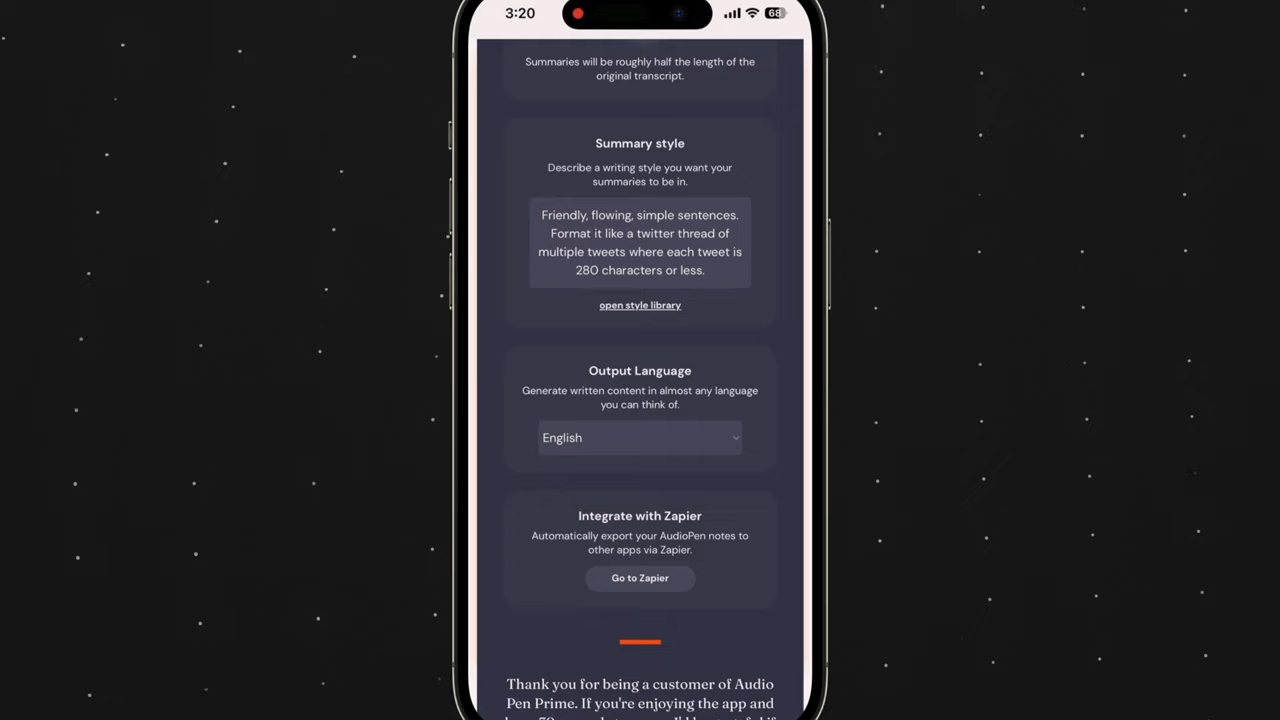 3:20
68
Summaries will be roughly half the length of the
original transcript.
Summary style
Describe a writing style you want your
summaries to be in.
Friendly, flowing, simple sentences.
Format it like a twitter thread of
multiple tweets where each tweet is
280 characters or less.
open style library
Output Language
Generate written content in almost any language
you can think of.
English
Integrate with Zapier
Automatically export your AudioPen notes to
other apps via Zapier.
Go to Zapier
Thank you for being a customer of Audio
Pen Prime. If you're enjoying the app and